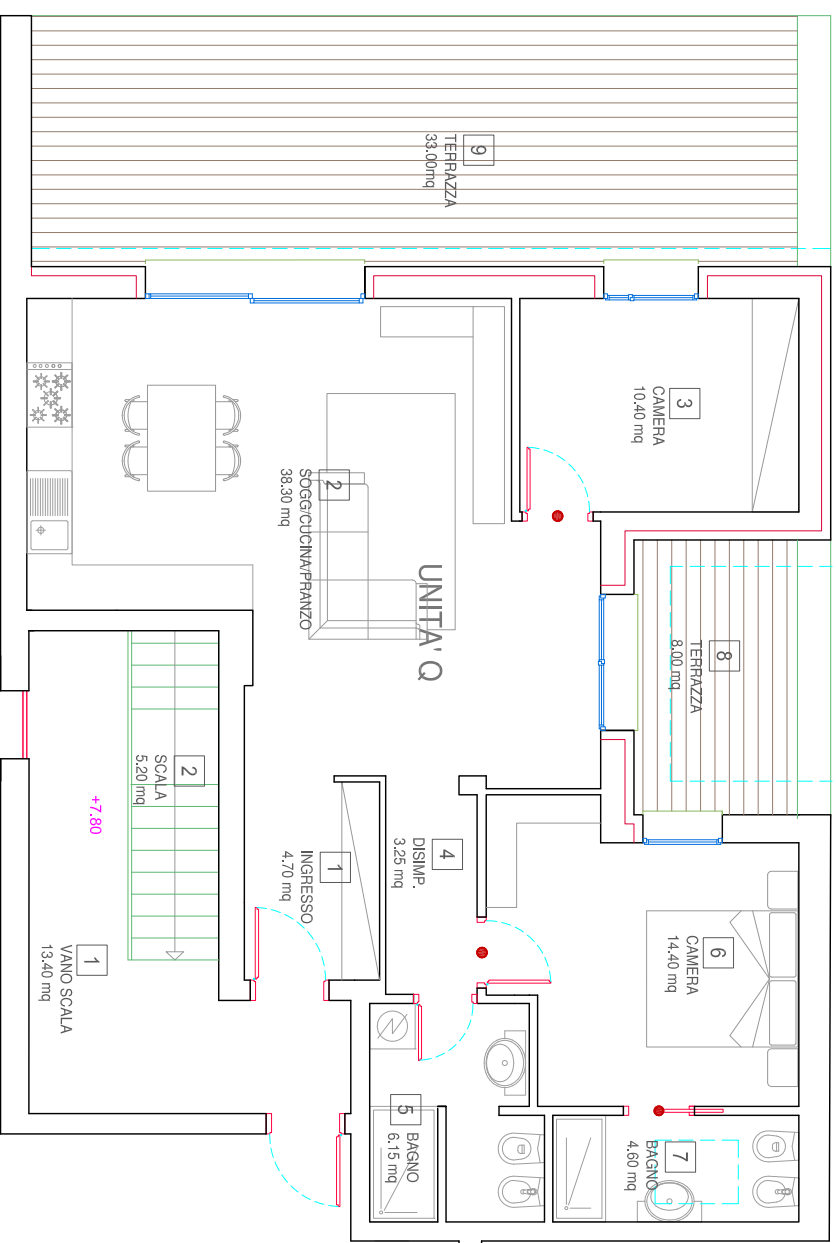 9
TERRAZZA
33.00mq
3
CAMERA
10.40 mq
2
SOGG/CUCINA/PRANZO
38.30 mq
UNITA' Q
8
TERRAZZA
8.00 mq
2
SCALA
5.20 mq
+7.80
1
INGRESSO
4.70 mq
4
DISIMP.
3.25 mq
6
CAMERA
14.40 mq
1
VANO SCALA
13.40 mq
5
BAGNO
6.15 mq
7
BAGNO
4.60 mq